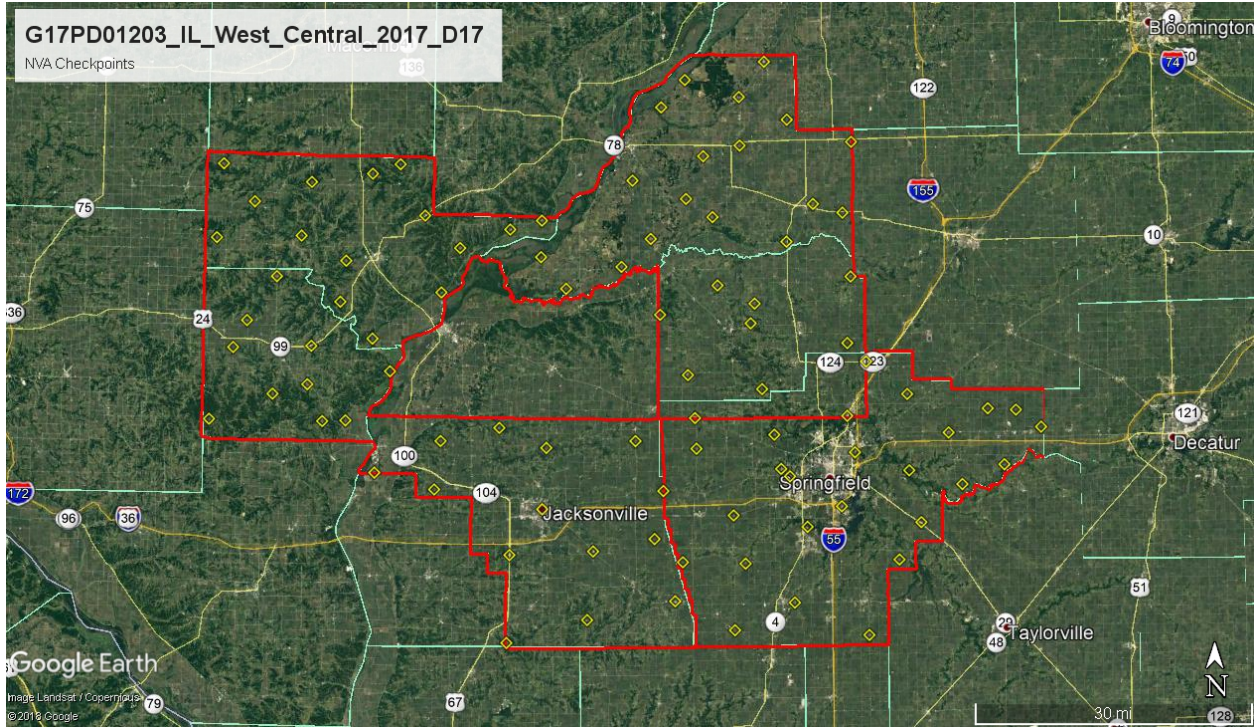 G17PD01203_IL_West_Central_2017_D17
NVA Checkpoints
136
9
Bloomington
74
122
78
155
75
10
24
99
124
123
121
Decatur
100
Springfield
172
104
Jacksonville
96
36
55
51
4
29
Taylorville
48
Google Earth
N
Image Landsat / Copernicus
©2018 Google
79
67
30 mi
128